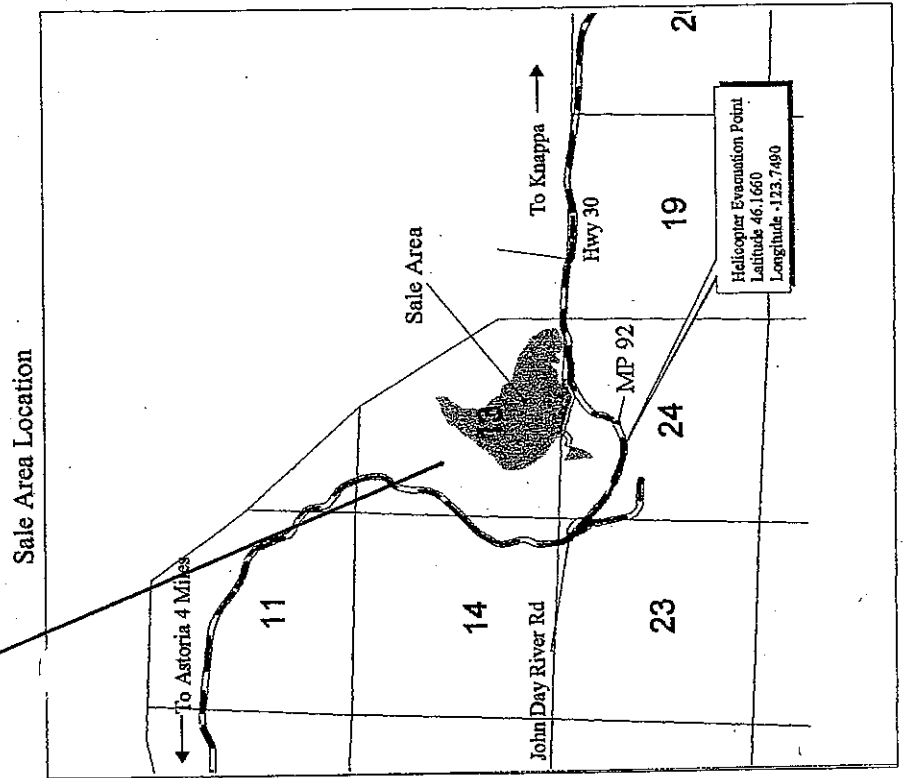 Sale Area Location
To Astoria 4 Miles
11
14
John Day River Rd
23
13
Sale Area
To Knappa
Hwy 30
MP 92
24
19
Helicopter Evacuation Point
Latitude 46.1660
Longitude -123.7490